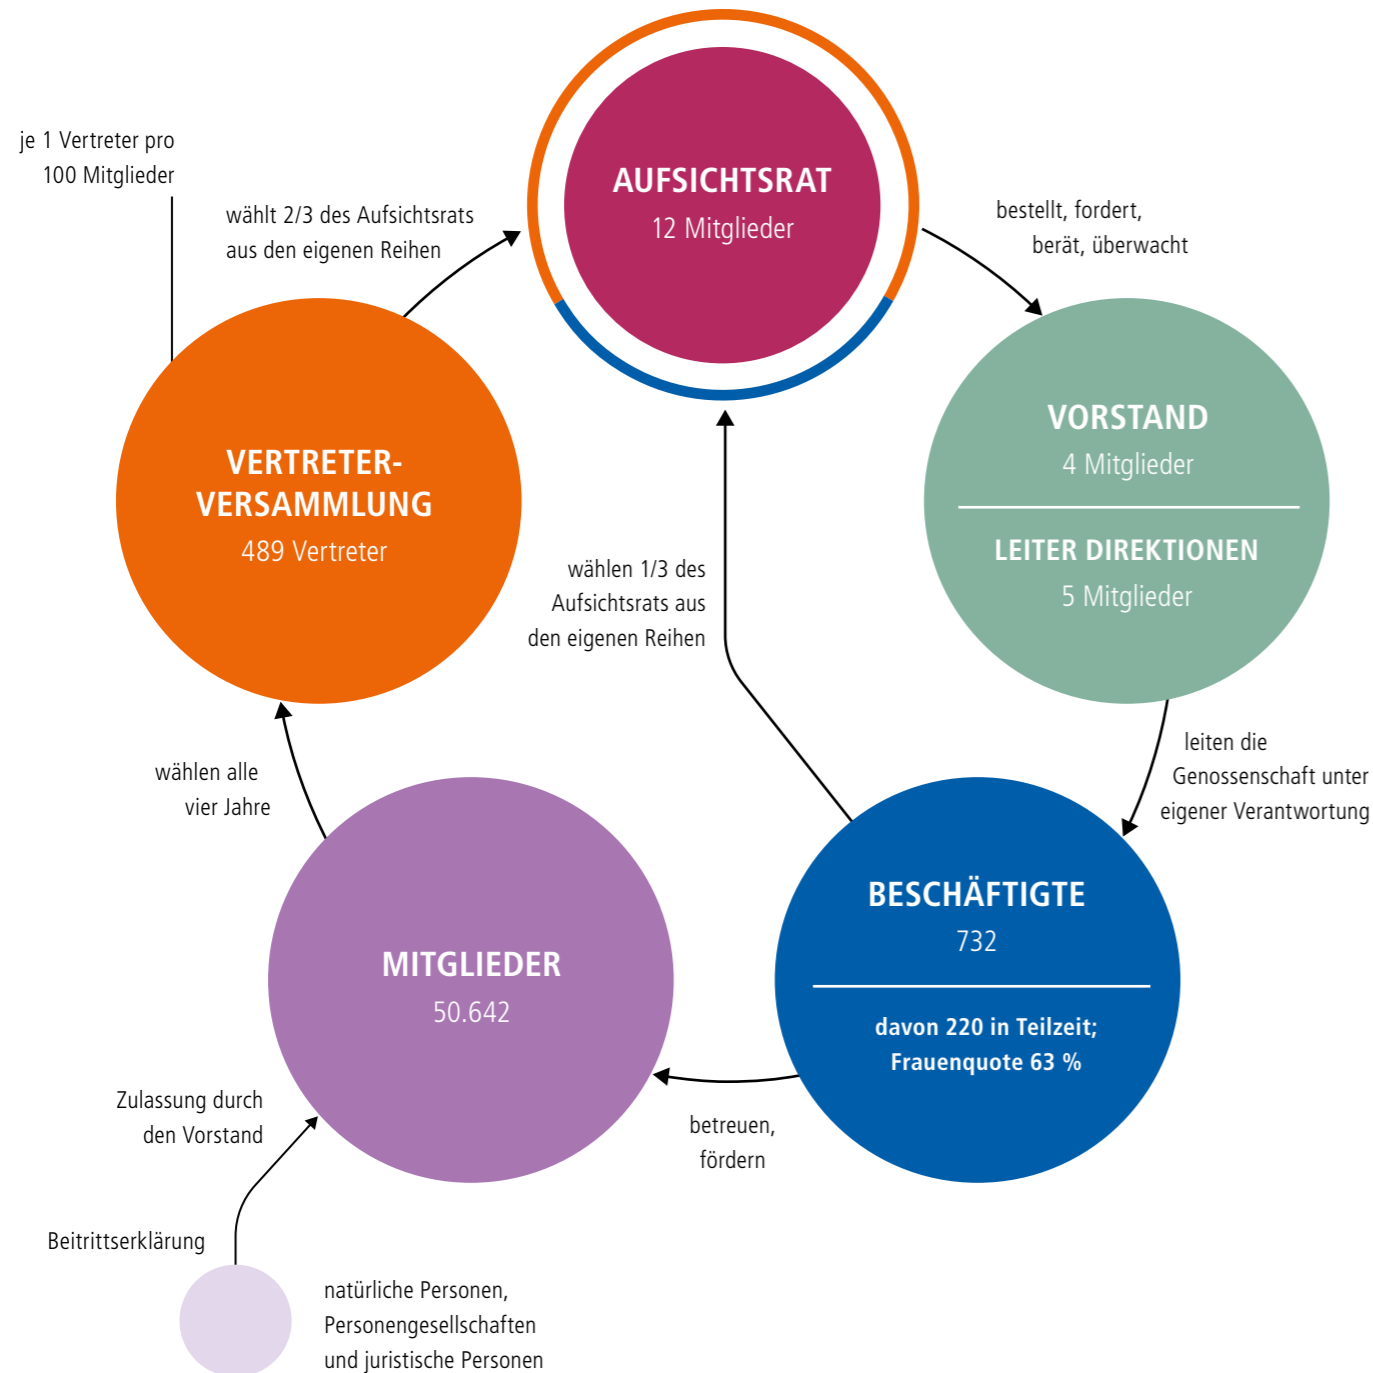 AUFSICHTSRAT
12 Mitglieder
je 1 Vertreter pro
100 Mitglieder
wählt 2/3 des Aufsichtsrats
aus den eigenen Reihen
bestellt, fordert,
berät, überwacht
VERTRETER-
VERSAMMLUNG
489 Vertreter
VORSTAND
4 Mitglieder
LEITER DIREKTIONEN
5 Mitglieder
wählen 1/3 des
Aufsichtsrats aus
den eigenen Reihen
wählen alle
vier Jahre
leiten die
Genossenschaft unter
eigener Verantwortung
MITGLIEDER
50.642
BESCHÄFTIGTE
732
davon 220 in Teilzeit;
Frauenquote 63 %
betreuen,
fördern
Zulassung durch
den Vorstand
Beitrittserklärung
natürliche Personen,
Personengesellschaften
und juristische Personen